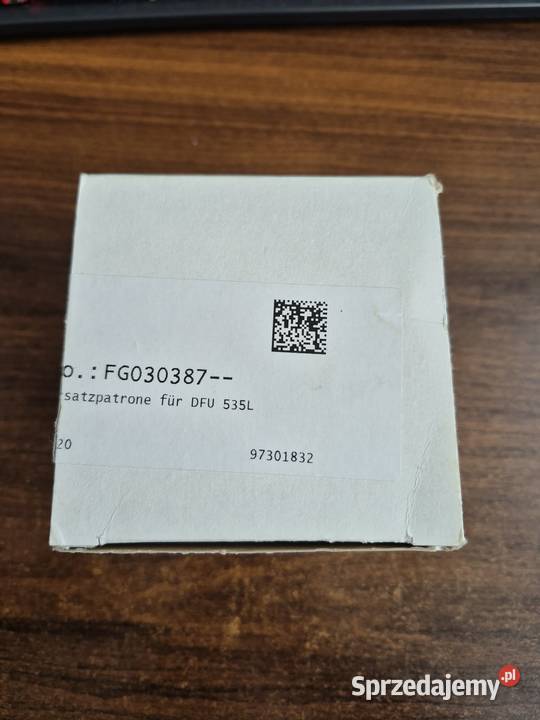 o.:FG030387--
satzpatrone für DFU 535L
20
97301832
Sprzedajemy.pl